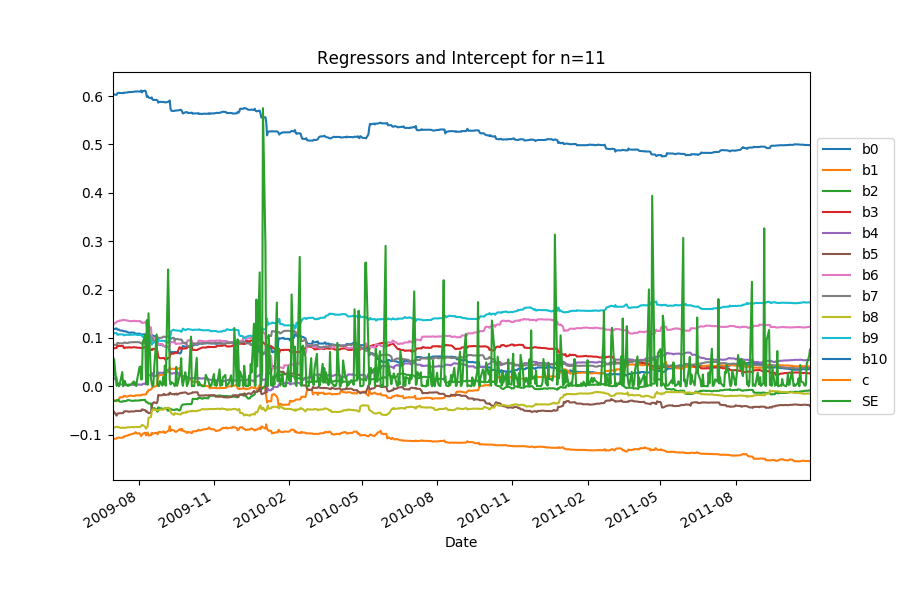 Regressors and Intercept for n=11
0.6
0.5
0.4
0.3
0.2
0.1
0.0
−0.1
2009-08
2009-11
2010-02
2010-05
2010-08
2010-11
2011-02
2011-05
2011-08
Date
b0
b1
b2
b3
b4
b5
b6
b7
b8
b9
b10
c
SE